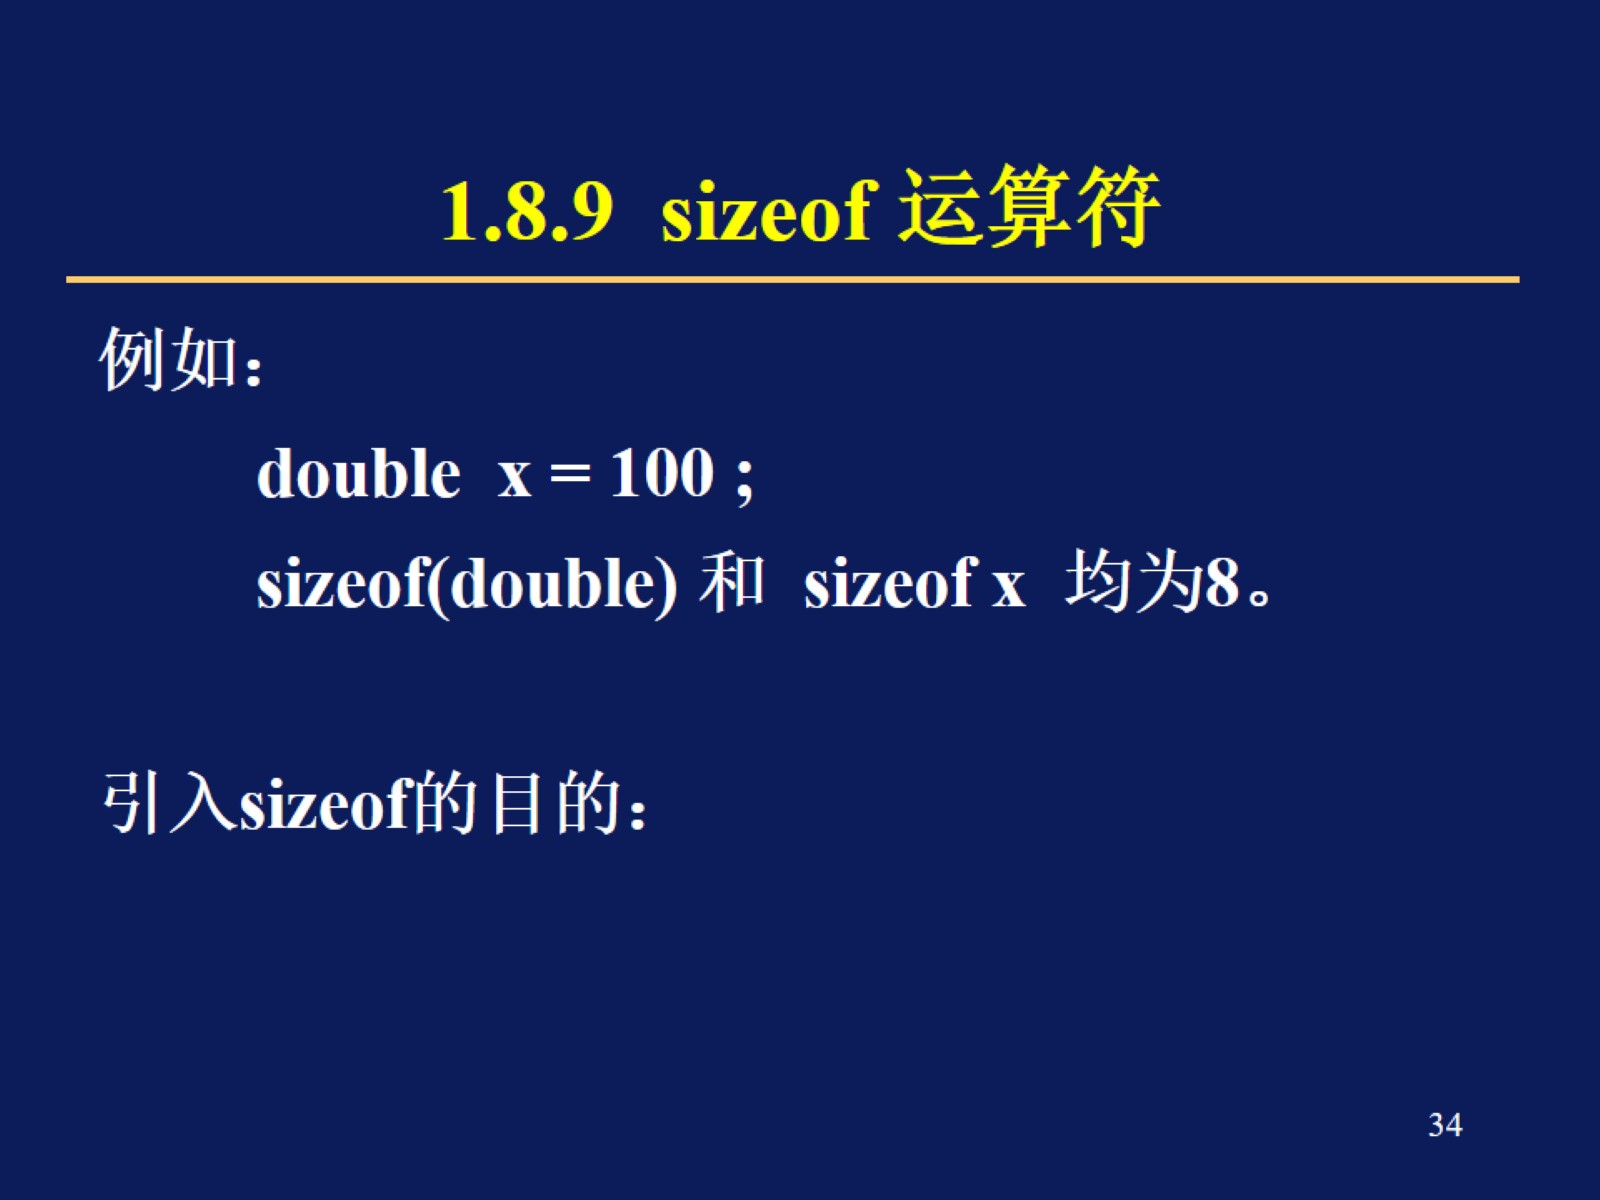 1.8.9  sizeof 运算符
例如：
double  x = 100 ;
sizeof(double) 和  sizeof x  均为8。
引入sizeof的目的：
34